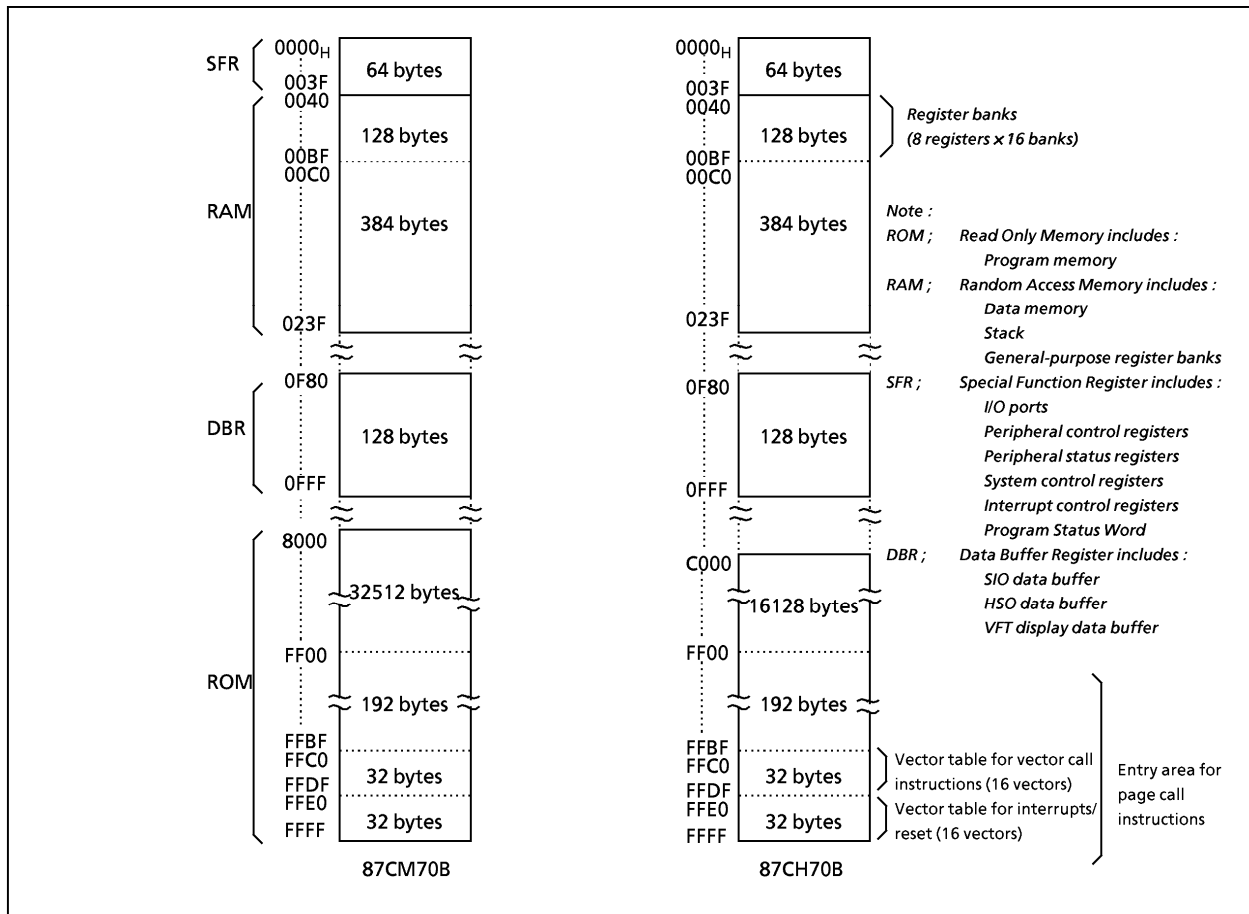 SFR
0000H
003F
64 bytes
RAM
0040
00BF
128 bytes
00C0
023F
384 bytes
DBR
0F80
0FFF
128 bytes
ROM
8000
32512 bytes
FF00
FFBF
192 bytes
FFC0
FFDF
32 bytes
FFE0
FFFF
32 bytes
87CM70B
0000H
003F
64 bytes
0040
00BF
128 bytes
00C0
023F
384 bytes
0F80
0FFF
128 bytes
C000
16128 bytes
FF00
FFBF
192 bytes
FFC0
FFDF
32 bytes
FFE0
FFFF
32 bytes
87CH70B
Register banks
(8 registers × 16 banks)
Note :
ROM ; Read Only Memory includes :
Program memory
RAM ; Random Access Memory includes :
Data memory
Stack
General-purpose register banks
SFR ; Special Function Register includes :
I/O ports
Peripheral control registers
Peripheral status registers
System control registers
Interrupt control registers
Program Status Word
DBR ; Data Buffer Register includes :
SIO data buffer
HSO data buffer
VFT display data buffer
Vector table for vector call
instructions (16 vectors)
Vector table for interrupts/
reset (16 vectors)
Entry area for
page call
instructions